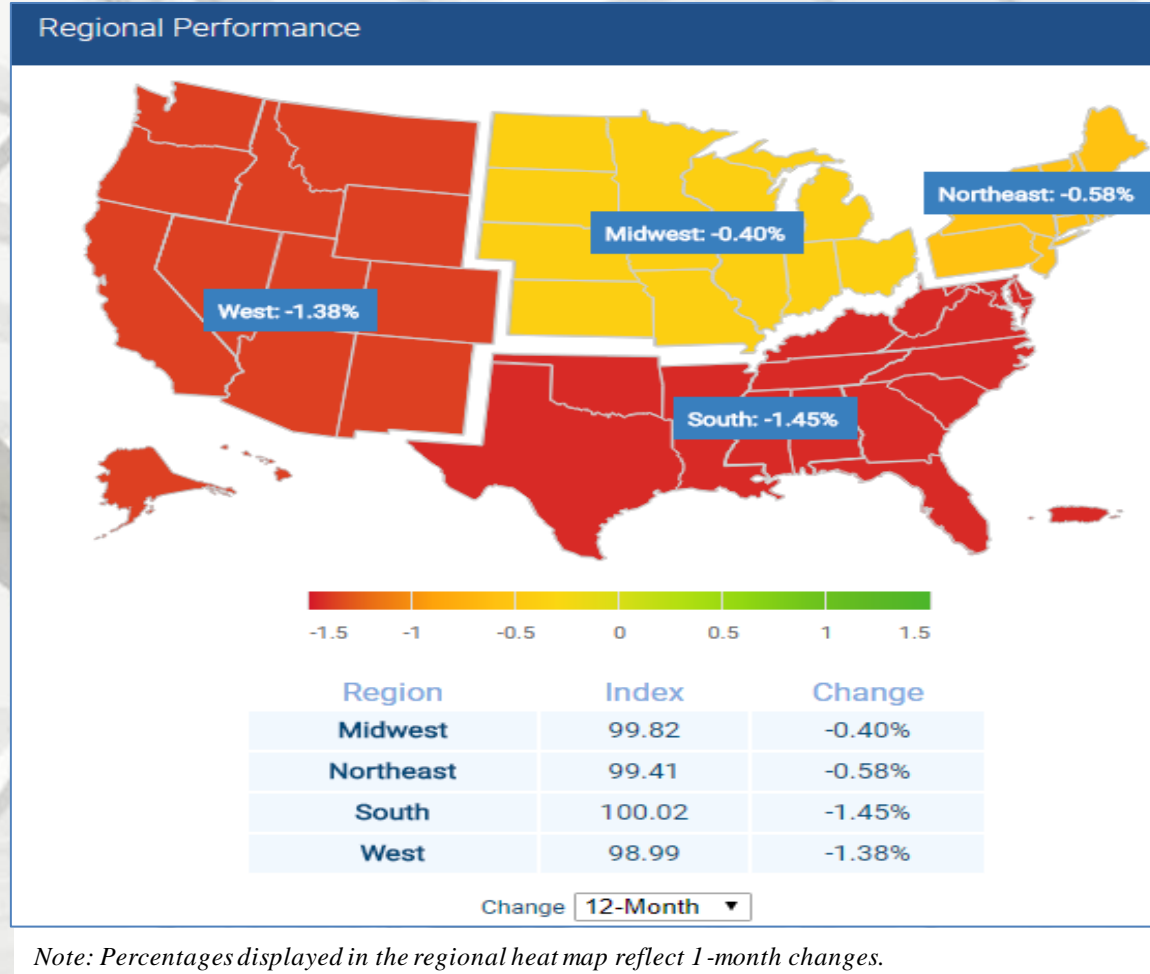 Regional Performance
Northeast: -0.58%
Midwest: -0.40%
West: -1.38%
South: -1.45%
-1.5 -1 -0.5 0 0.5 1 1.5
Region Index Change
Midwest 99.82 -0.40%
Northeast 99.41 -0.58%
South 100.02 -1.45%
West 98.99 -1.38%
Change 12-Month ▼
Note: Percentages displayed in the regional heat map reflect 1-month changes.